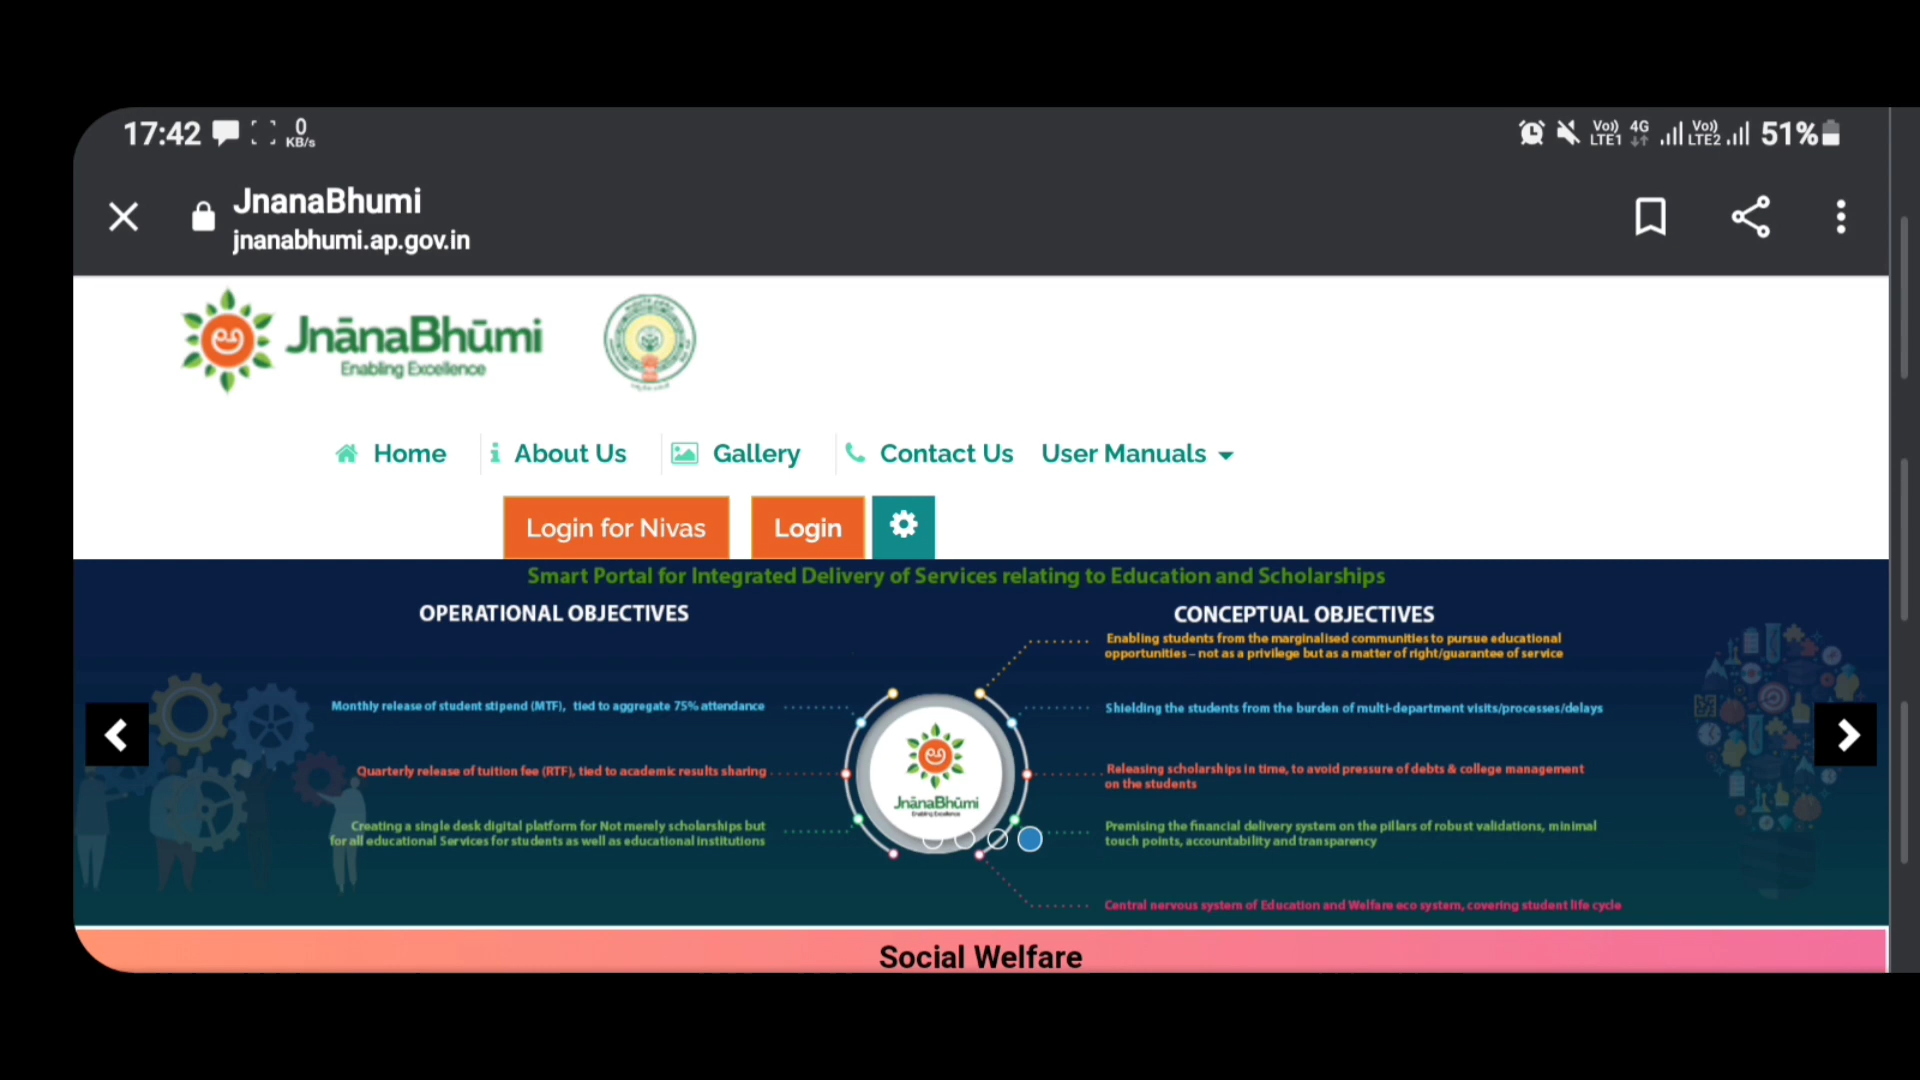 17:42 0 KB/s Vo)) LTE1 4G Vo)) LTE2 51%
JnanaBhumi
jnanabhumi.ap.gov.in
JnānaBhūmi
Enabling Excellence
Home About Us Gallery Contact Us User Manuals
Login for Nivas Login
Smart Portal for Integrated Delivery of Services relating to Education and Scholarships
OPERATIONAL OBJECTIVES
Monthly release of student stipend (MTF), tied to aggregate 75% attendance
Quarterly release of tuition fee (RTF), tied to academic results sharing
Creating a single desk digital platform for Not merely scholarships but
for all educational Services for students as well as educational institutions
JnānaBhūmi
Enabling Excellence
CONCEPTUAL OBJECTIVES
Enabling students from the marginalised communities to pursue educational
opportunities – not as a privilege but as a matter of right/guarantee of service
Shielding the students from the burden of multi-department visits/processes/delays
Releasing scholarships in time, to avoid pressure of debts & college management
on the students
Premising the financial delivery system on the pillars of robust validations, minimal
touch points, accountability and transparency
Central nervous system of Education and Welfare eco system, covering student life cycle
Social Welfare